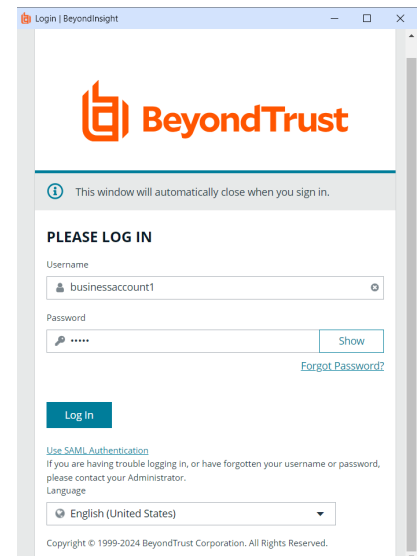 Login | BeyondInsight
BeyondTrust
This window will automatically close when you sign in.
PLEASE LOG IN
Username
businessaccount1
Password
•••••
Show
Forgot Password?
Log In
Use SAML Authentication
If you are having trouble logging in, or have forgotten your username or password,
please contact your Administrator.
Language
English (United States)
Copyright © 1999-2024 BeyondTrust Corporation. All Rights Reserved.